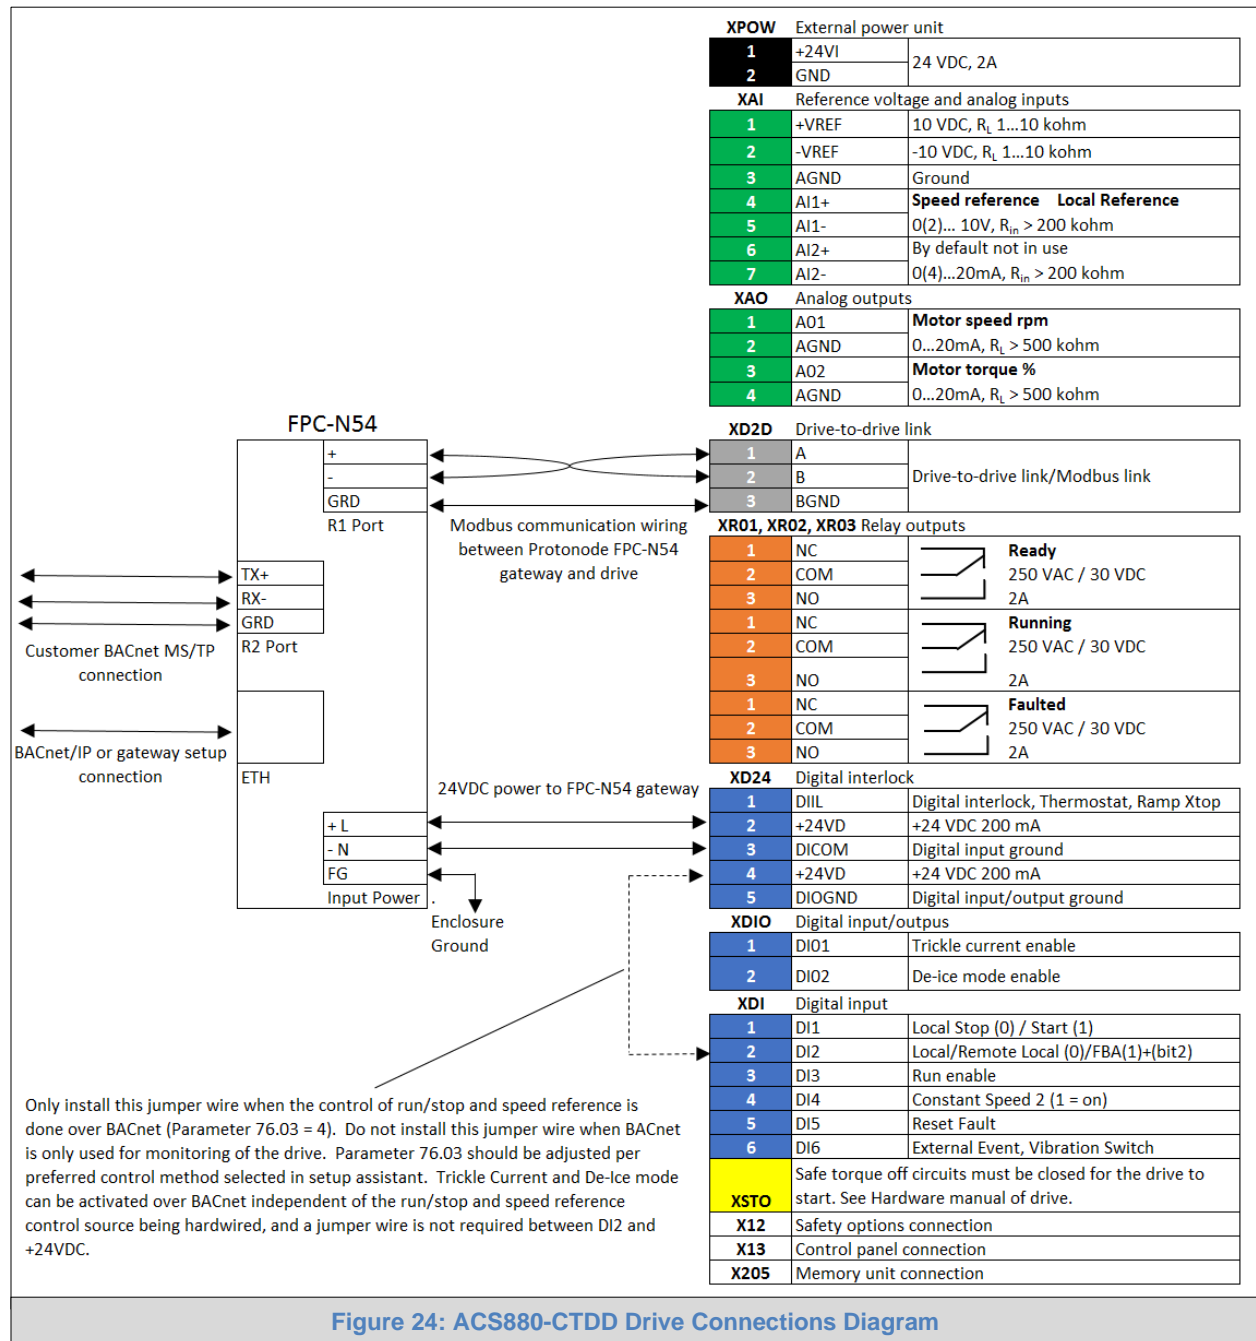 XPOW External power unit
1 +24VI 24 VDC, 2A
2 GND
XAI Reference voltage and analog inputs
1 +VREF 10 VDC, RL 1...10 kohm
2 -VREF -10 VDC, RL 1...10 kohm
3 AGND Ground
4 AI1+ Speed reference Local Reference
5 AI1- 0(2)... 10V, Rin > 200 kohm
6 AI2+ By default not in use
7 AI2- 0(4)...20mA, Rin > 200 kohm
XAO Analog outputs
1 A01 Motor speed rpm
2 AGND 0...20mA, RL > 500 kohm
3 A02 Motor torque %
4 AGND 0...20mA, RL > 500 kohm
XD2D Drive-to-drive link
1 A
2 B Drive-to-drive link/Modbus link
3 BGND
XR01, XR02, XR03 Relay outputs
1 NC Ready
2 COM 250 VAC / 30 VDC
3 NO 2A
1 NC Running
2 COM 250 VAC / 30 VDC
3 NO 2A
1 NC Faulted
2 COM 250 VAC / 30 VDC
3 NO 2A
XD24 Digital interlock
1 DIIL Digital interlock, Thermostat, Ramp Xtop
2 +24VD +24 VDC 200 mA
3 DICOM Digital input ground
4 +24VD +24 VDC 200 mA
5 DIOGND Digital input/output ground
XDIO Digital input/outpus
1 DI01 Trickle current enable
2 DI02 De-ice mode enable
XDI Digital input
1 DI1 Local Stop (0) / Start (1)
2 DI2 Local/Remote Local (0)/FBA(1)+(bit2)
3 DI3 Run enable
4 DI4 Constant Speed 2 (1 = on)
5 DI5 Reset Fault
6 DI6 External Event, Vibration Switch
XSTO Safe torque off circuits must be closed for the drive to
start. See Hardware manual of drive.
X12 Safety options connection
X13 Control panel connection
X205 Memory unit connection
FPC-N54
+
-
GRD
R1 Port
Modbus communication wiring
between Protonode FPC-N54
gateway and drive
TX+
RX-
GRD
R2 Port
Customer BACnet MS/TP
connection
BACnet/IP or gateway setup
connection
ETH
24VDC power to FPC-N54 gateway
+ L
- N
FG
Input Power .
Enclosure
Ground
Only install this jumper wire when the control of run/stop and speed reference is
done over BACnet (Parameter 76.03 = 4). Do not install this jumper wire when BACnet
is only used for monitoring of the drive. Parameter 76.03 should be adjusted per
preferred control method selected in setup assistant. Trickle Current and De-Ice mode
can be activated over BACnet independent of the run/stop and speed reference
control source being hardwired, and a jumper wire is not required between DI2 and
+24VDC.
Figure 24: ACS880-CTDD Drive Connections Diagram